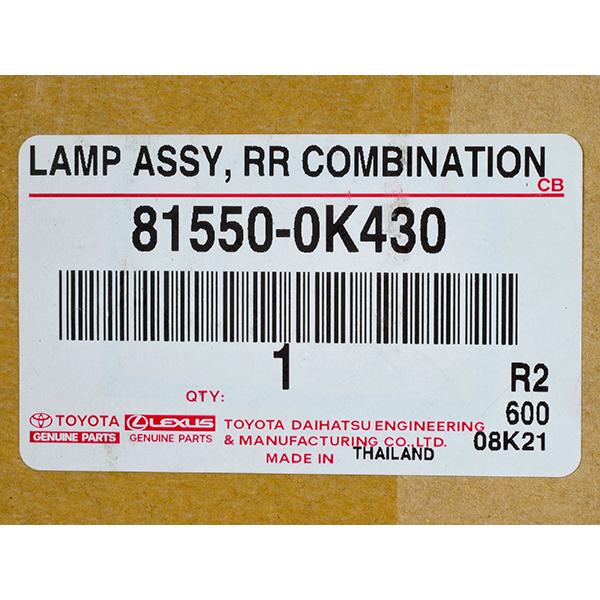 LAMP ASSY, RR COMBINATION
CB
81550-0K430
1
QTY:
R2
600
08K21
TOYOTA
GENUINE PARTS
LEXUS
GENUINE PARTS
TOYOTA DAIHATSU ENGINEERING
& MANUFACTURING CO.,LTD.
MADE IN THAILAND